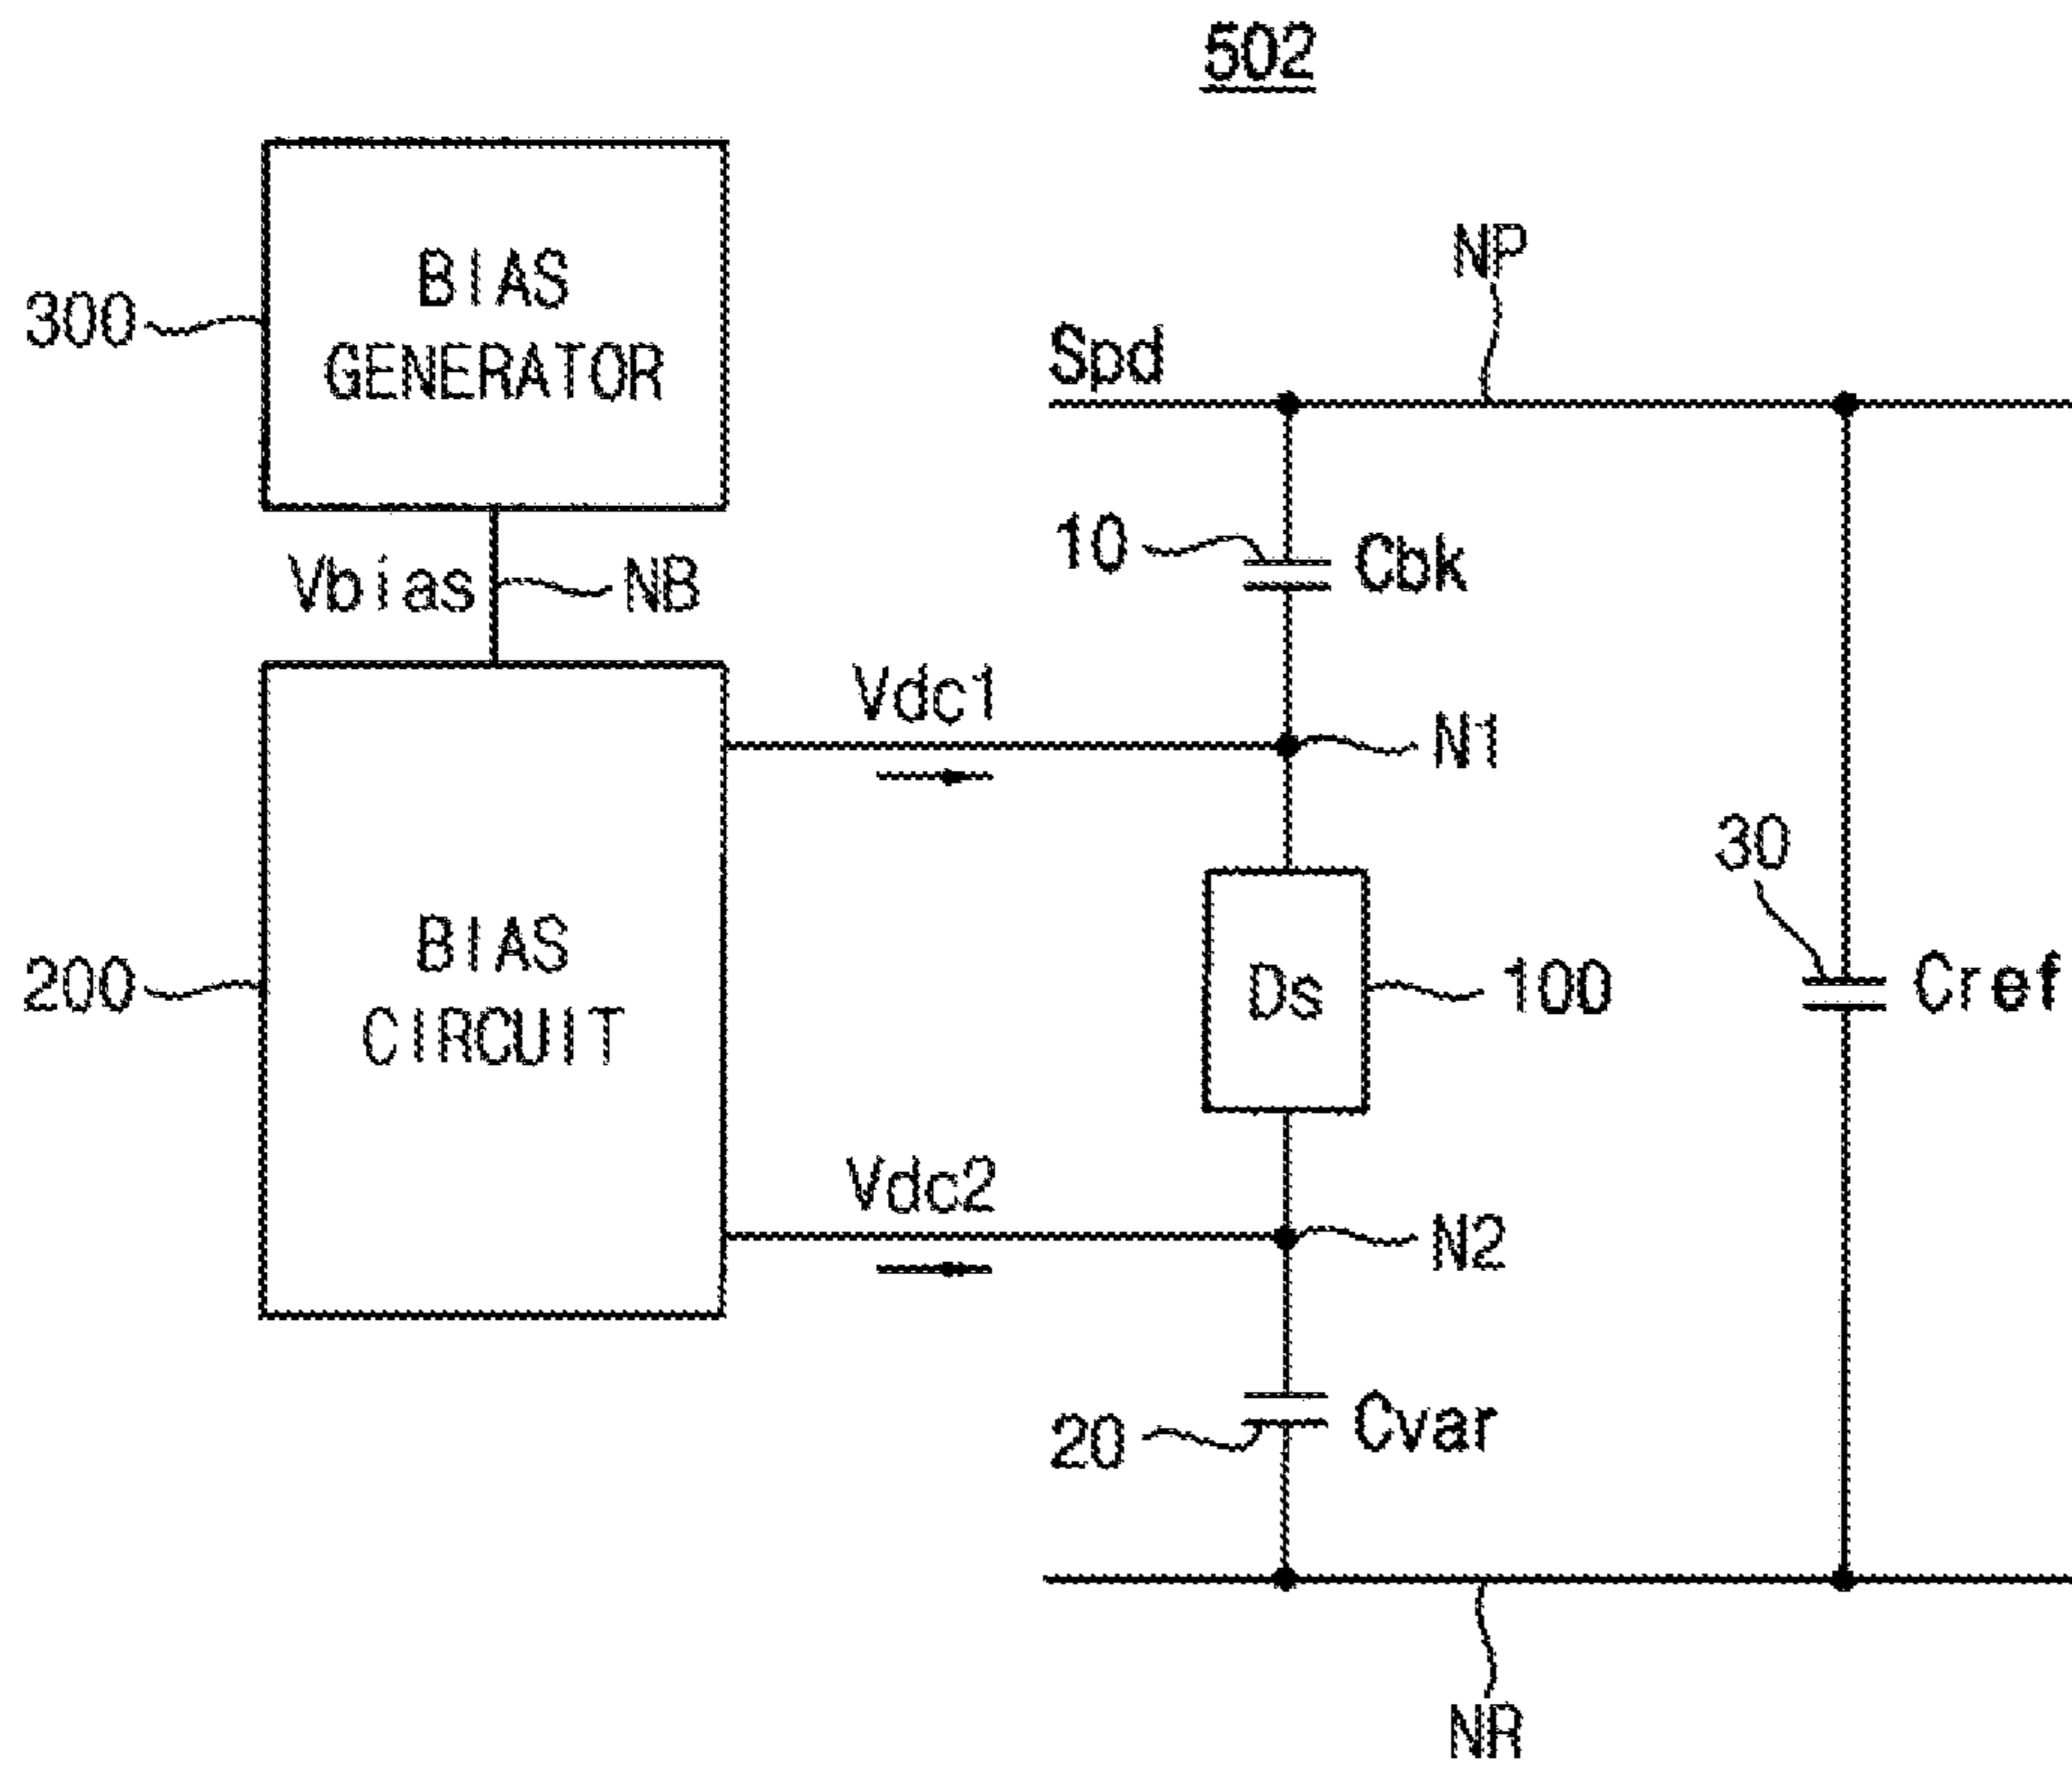 502
BIAS
GENERATOR
300
NP
Spd
10
Cbk
Vbias
NB
Vdc1
N1
30
BIAS
CIRCUIT
200
Ds
100
Cref
Vdc2
N2
20
Cvar
NR